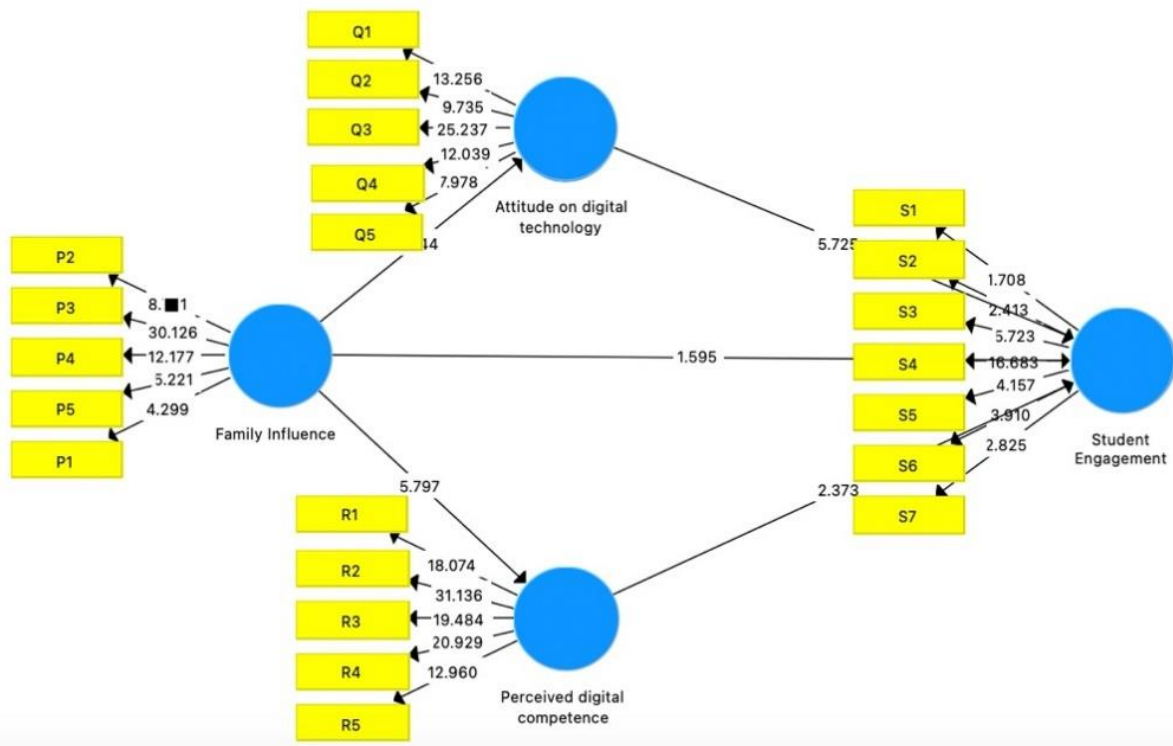 Q1
Q2
Q3
Q4
Q5
13.256
9.735
25.237
12.039
7.978
Attitude on digital
technology
P2
P3
P4
P5
P1
30.126
12.177
5.221
4.299
Family Influence
5.725
1.595
5.797
2.373
S1
S2
S3
S4
S5
S6
S7
1.708
2.413
5.723
16.683
4.157
3.910
2.825
Student
Engagement
R1
R2
R3
R4
R5
18.074
31.136
19.484
20.929
12.960
Perceived digital
competence